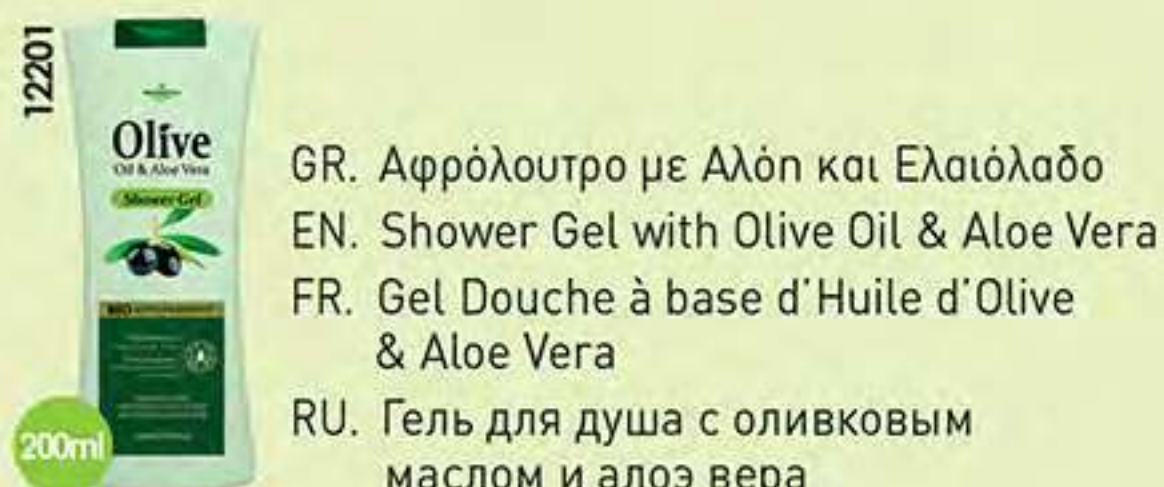 12201
Olive
Oil & Aloe Vera
Shower Gel
BIO
200ml
GR. Αφρόλουτρο με Αλόη και Ελαιόλαδο
EN. Shower Gel with Olive Oil & Aloe Vera
FR. Gel Douche à base d'Huile d'Olive
& Aloe Vera
RU. Гель для душа с оливковым
маслом и алоэ вера